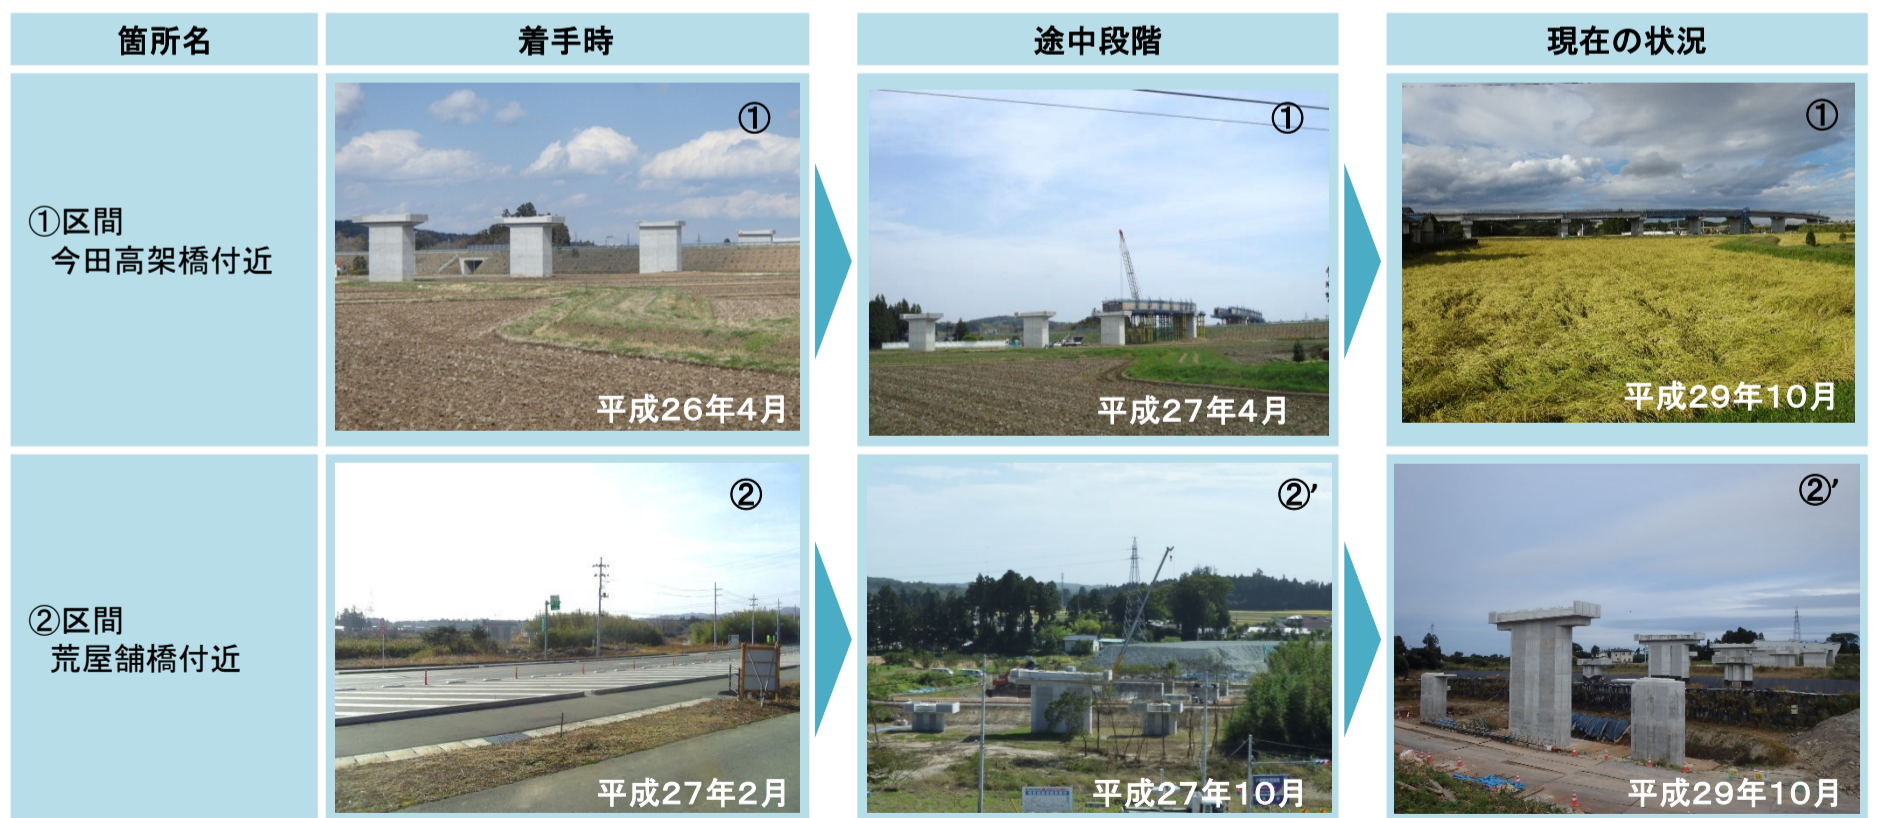 箇所名
着手時
途中段階
現在の状況
①区間
今田高架橋付近
①
平成26年4月
①
平成27年4月
①
平成29年10月
②区間
荒屋舗橋付近
②
平成27年2月
②’
平成27年10月
②’
平成29年10月